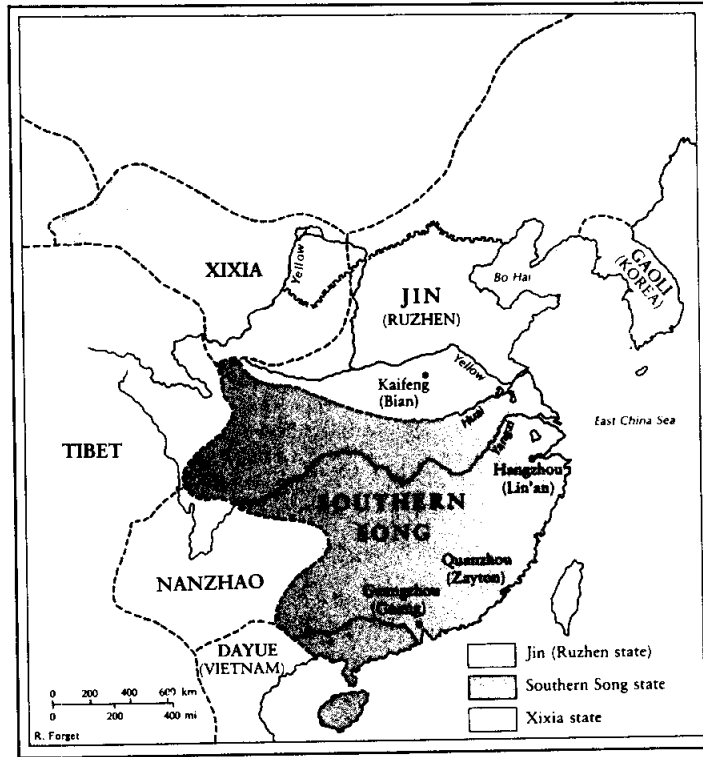 XIXIA
Yellow
JIN
(RUZHEN)
Bo Hai
GAOLI
(KOREA)
Kaifeng
(Bian)
Yellow
Huai
Yangzi
East China Sea
TIBET
Hangzhou
(Lin'an)
SOUTHERN
SONG
NANZHAO
Quanzhou
(Zayton)
Guangzhou
DAYUE
(VIETNAM)
Jin (Ruzhen state)
Southern Song state
Xixia state
0 200 400 600 km
0 200 400 mi
R. Forget